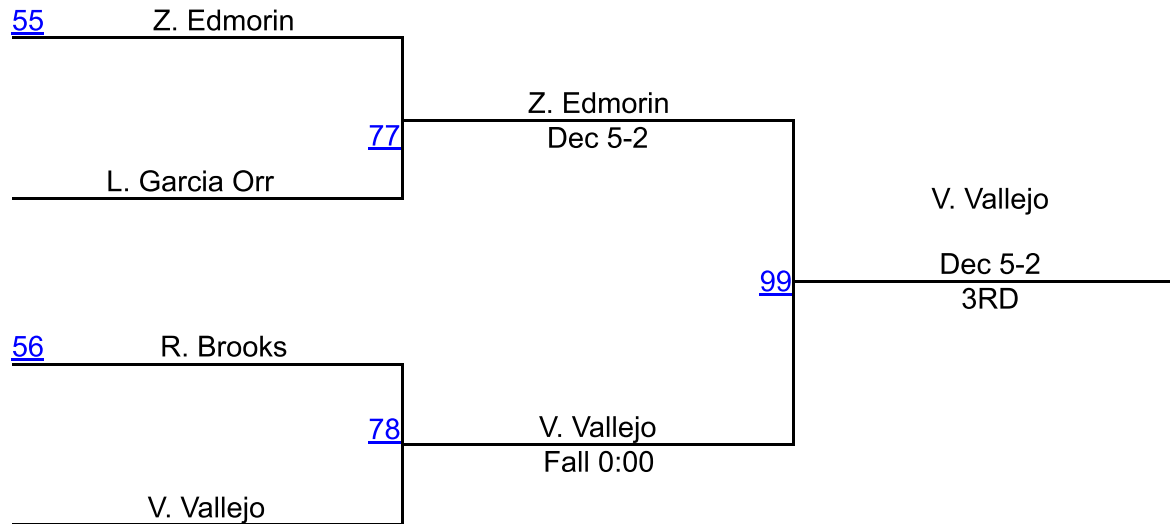 55 Z. Edmorin
Z. Edmorin
77 Dec 5-2
L. Garcia Orr
V. Vallejo
Dec 5-2
99
3RD
56 R. Brooks
78 V. Vallejo
Fall 0:00
V. Vallejo